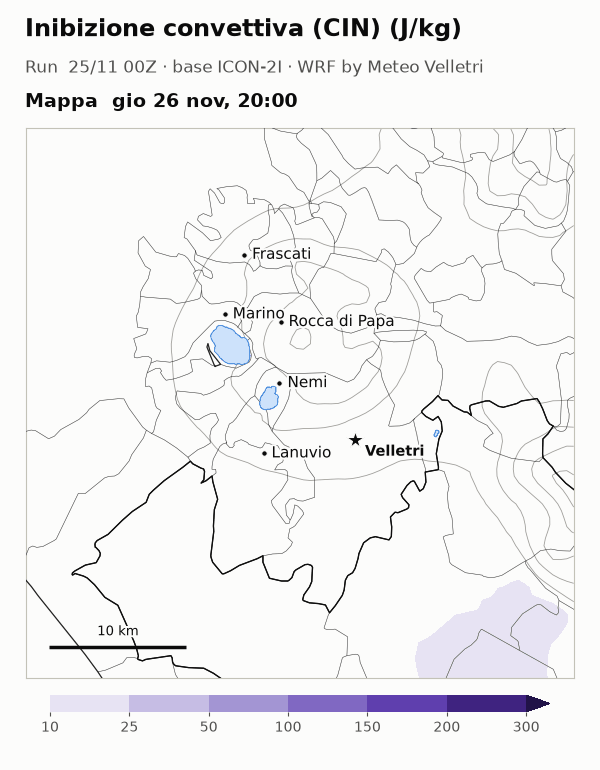 Inibizione convettiva (CIN) (J/kg)
Run  25/11 00Z · base ICON-2I · WRF by Meteo Velletri
Mappa  gio 26 nov, 20:00
Frascati
Marino
Rocca di Papa
Nemi
Velletri
Lanuvio
10 km
10 25 50 100 150 200 300